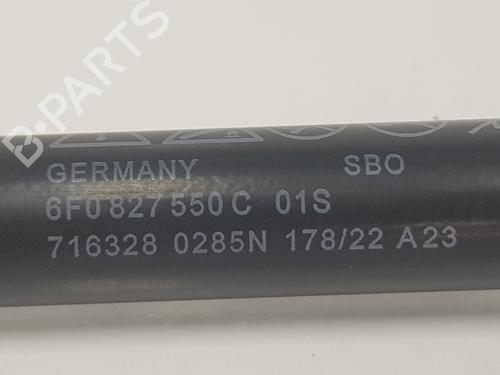 B-PARTS
GERMANY SBO
6F0 827 550 C 01S
716328 0285N 178/22 A23